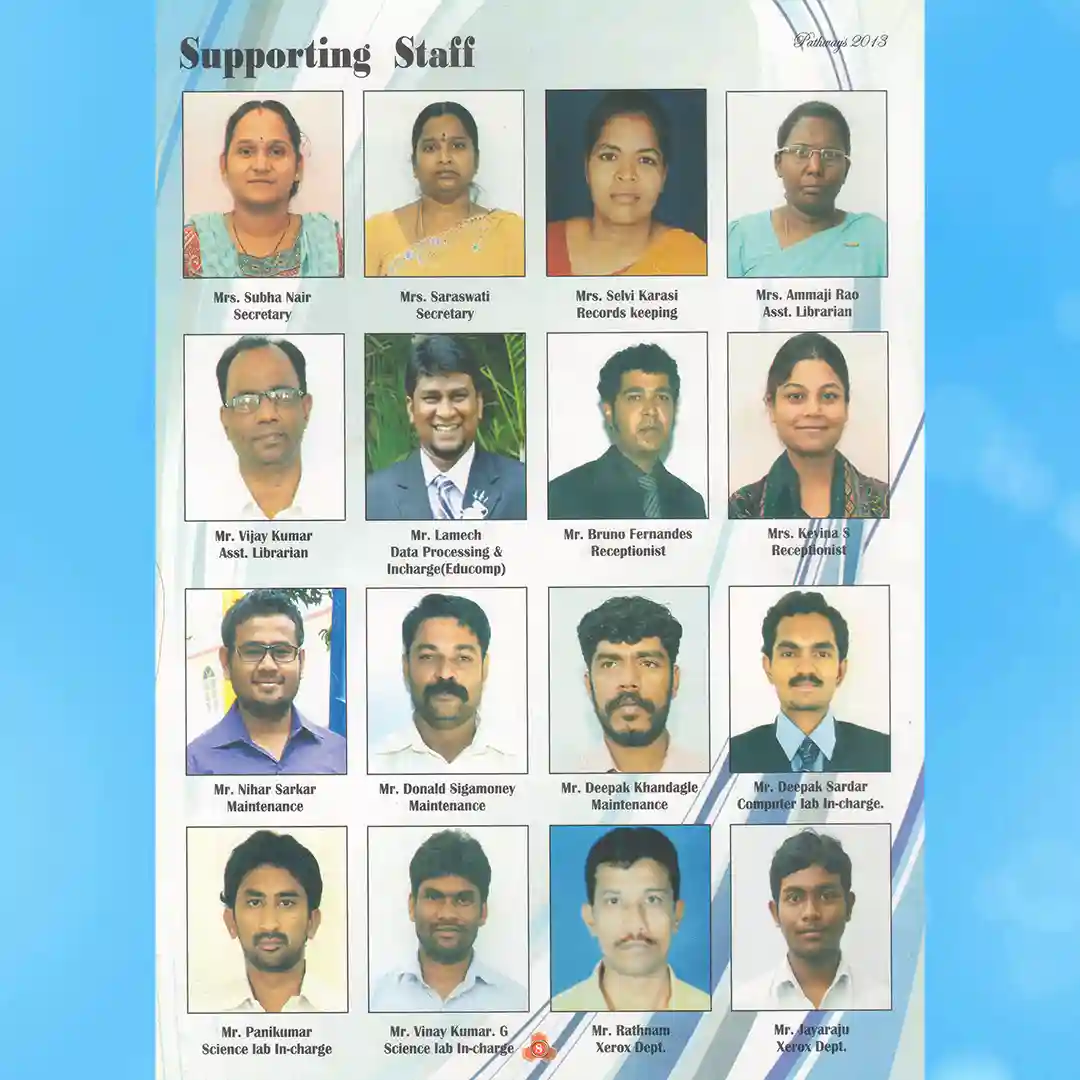 Supporting Staff
Pathways 2013
Mrs. Subha Nair
Secretary
Mrs. Saraswati
Secretary
Mrs. Selvi Karasi
Records keeping
Mrs. Ammaji Rao
Asst. Librarian
Mr. Vijay Kumar
Asst. Librarian
Mr. Lamech
Data Processing &
Incharge(Educomp)
Mr. Bruno Fernandes
Receptionist
Mrs. Kevina S
Receptionist
Mr. Nihar Sarkar
Maintenance
Mr. Donald Sigamoney
Maintenance
Mr. Deepak Khandagle
Maintenance
Mr. Deepak Sardar
Computer lab In-charge.
Mr. Panikumar
Science lab In-charge
Mr. Vinay Kumar. G
Science lab In-charge
Mr. Rathnam
Xerox Dept.
Mr. Jayaraju
Xerox Dept.
8